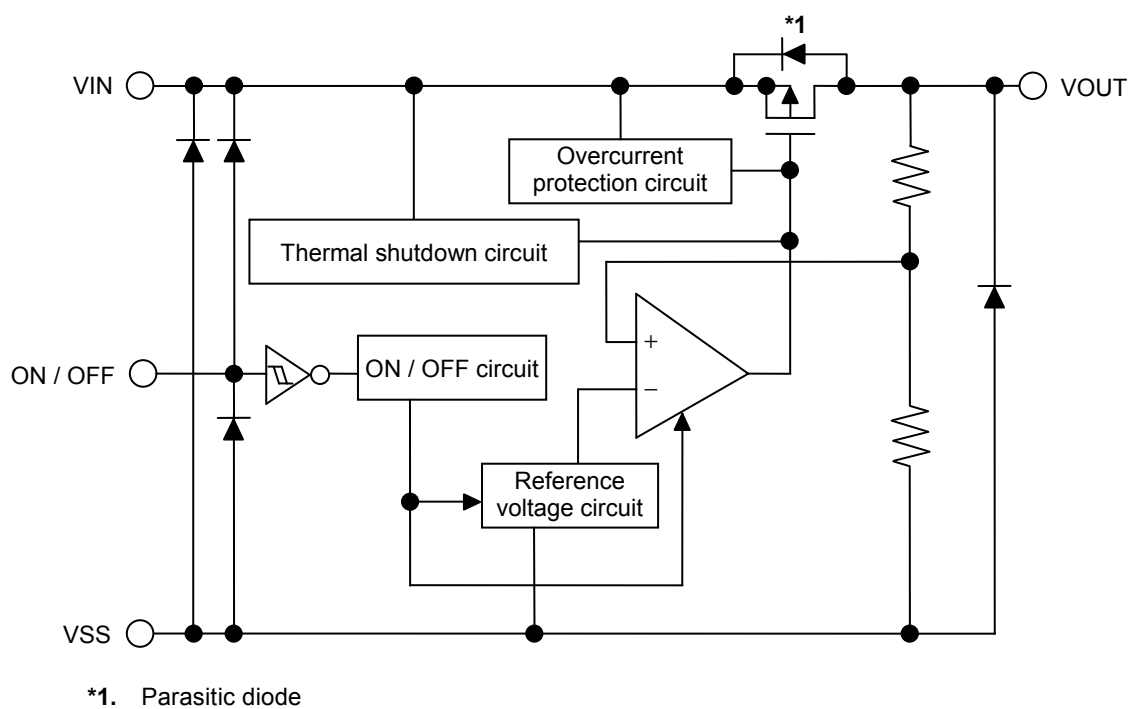 *1
VIN
VOUT
Overcurrent
protection circuit
Thermal shutdown circuit
+
ON / OFF
ON / OFF circuit
−
Reference
voltage circuit
VSS
*1. Parasitic diode